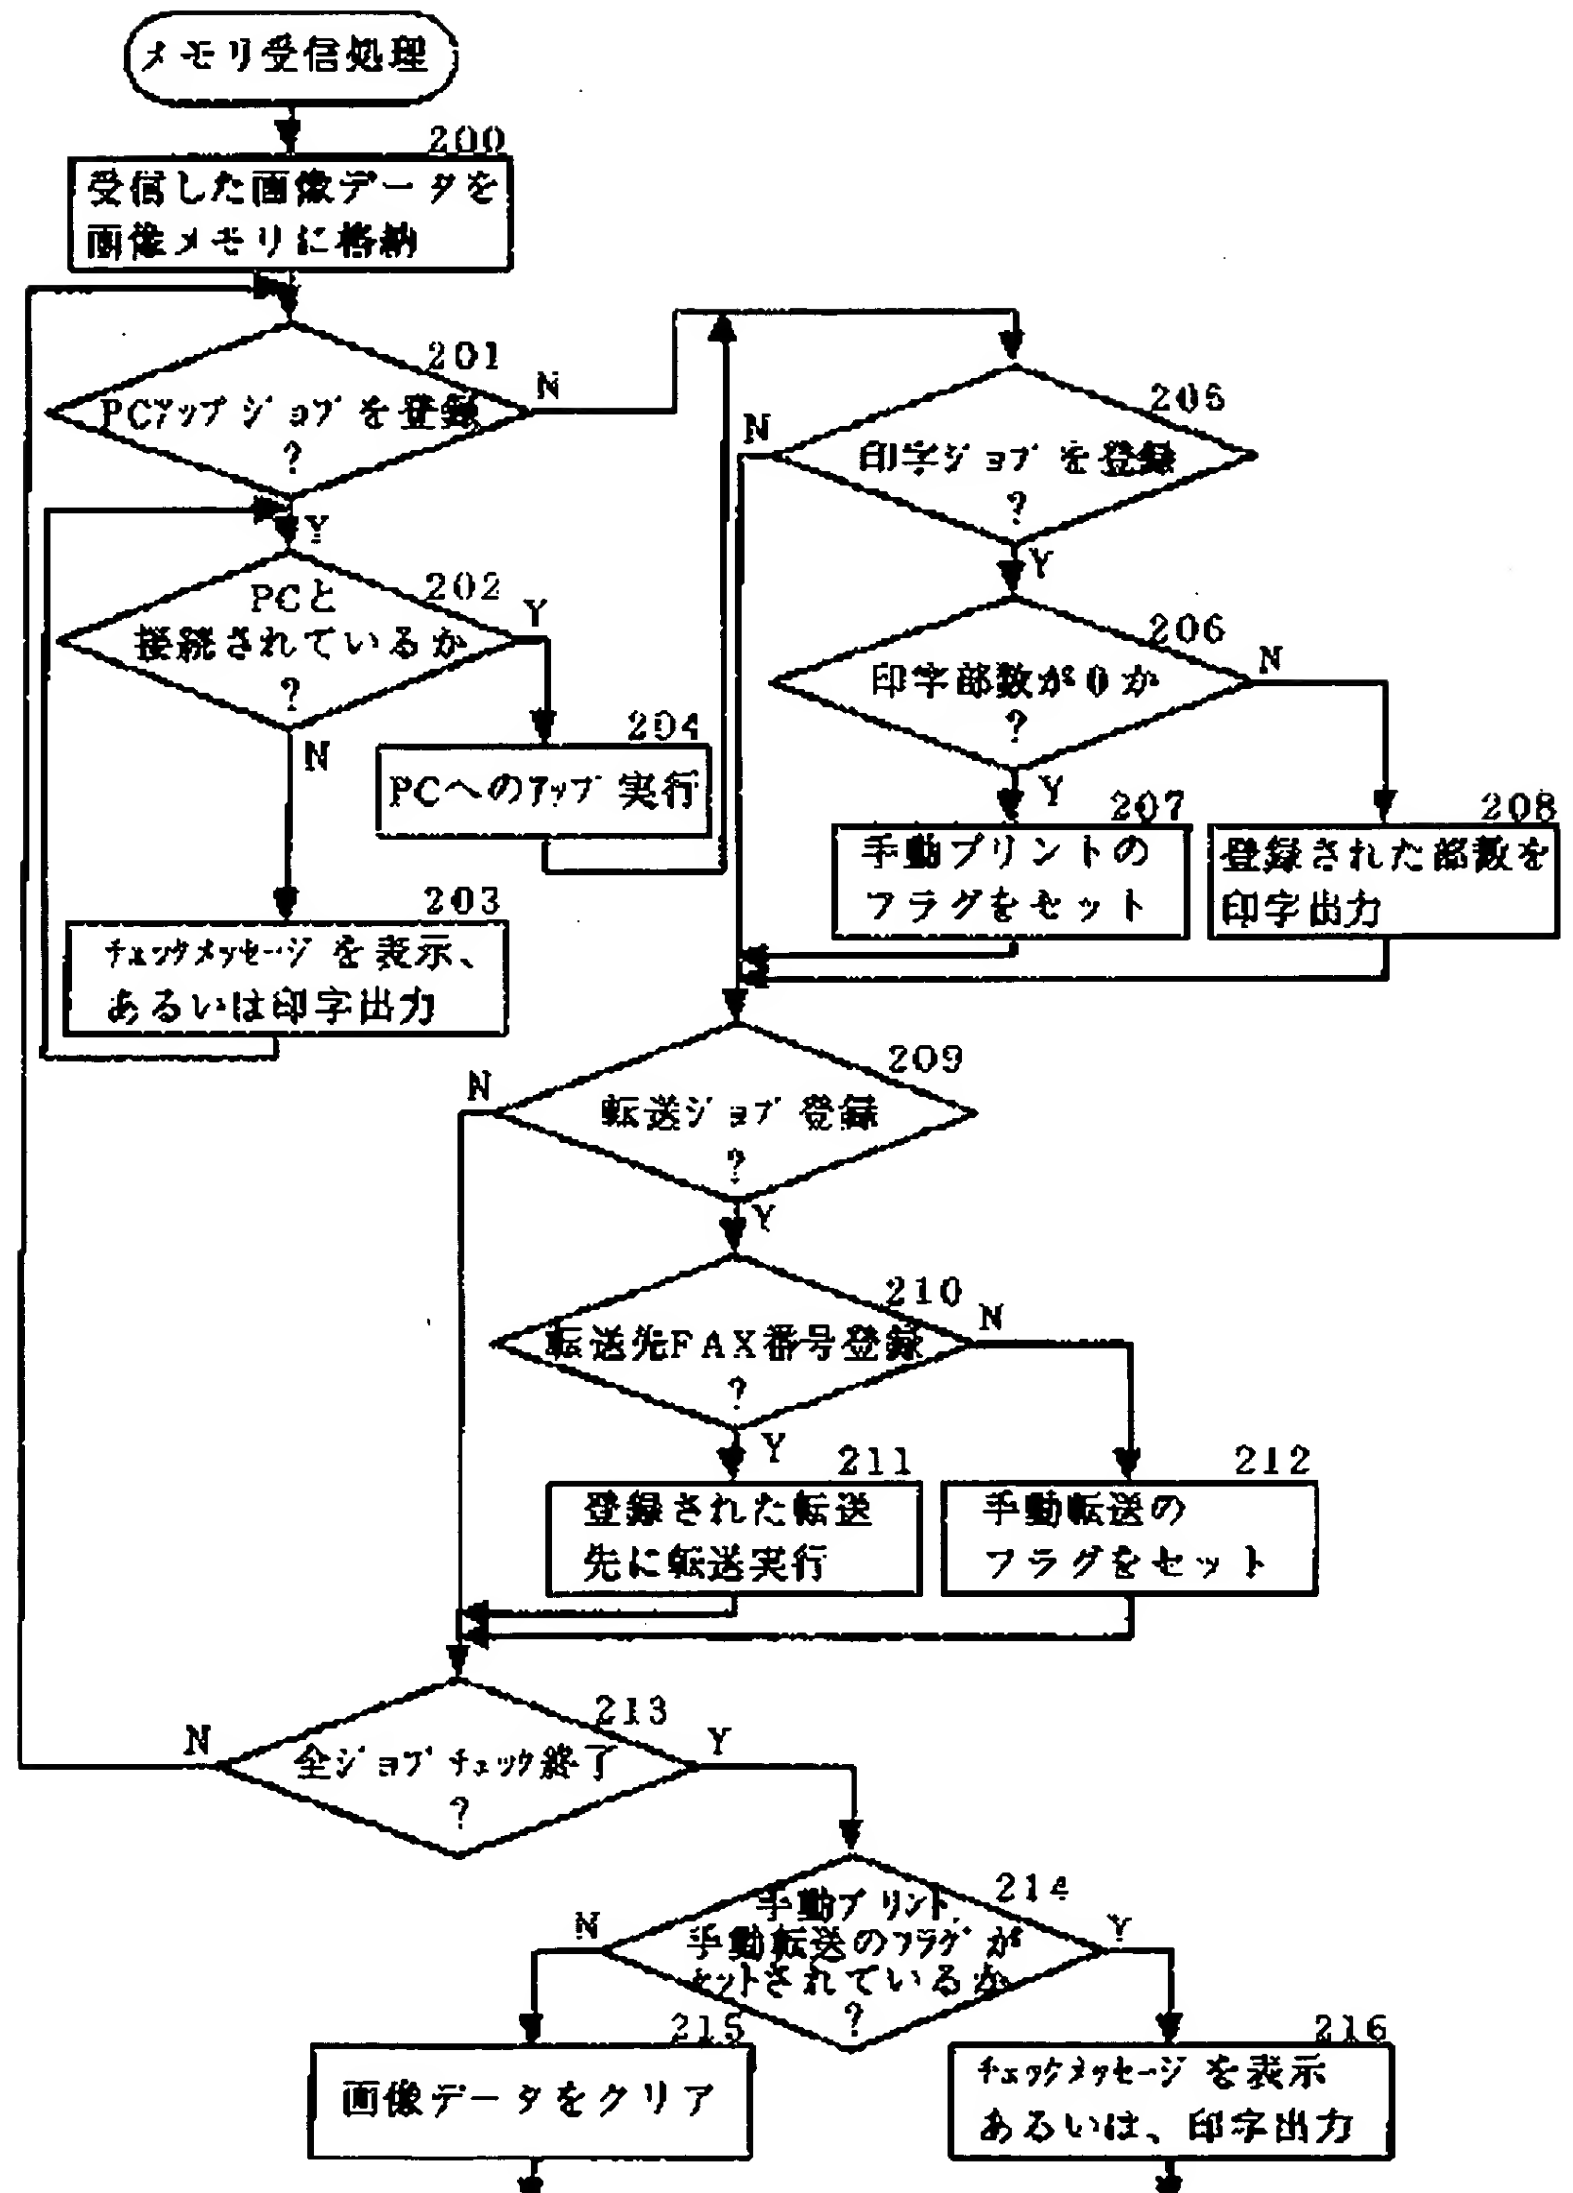 メモリ受信処理
200
受信した画像データを
画像メモリに格納
201
PCアップジョブを登録
?
N
Y
202
PCと
接続されているか
?
Y
N
204
PCへのアップ実行
203
チェックメッセージを表示、
あるいは印字出力
205
印字ジョブを登録
?
N
Y
206
印字部数が0か
?
N
Y
207
手動プリントの
フラグをセット
208
登録された部数を
印字出力
209
転送ジョブ登録
?
N
Y
210
転送先FAX番号登録
?
N
Y
211
登録された転送
先に転送実行
212
手動転送の
フラグをセット
213
全ジョブチェック終了
?
N
Y
214
手動プリント,
手動転送のフラグが
セットされているか
?
N
Y
215
画像データをクリア
216
チェックメッセージを表示
あるいは、印字出力